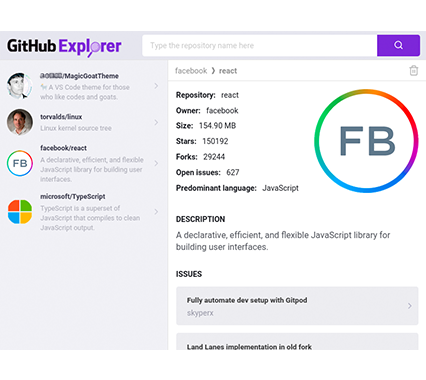 GitHub Explorer
Type the repository name here
/MagicGoatTheme
A VS Code theme for those
who like codes and goats.
torvalds/linux
Linux kernel source tree
FB
facebook/react
A declarative, efficient, and flexible
JavaScript library for building user
interfaces.
microsoft/TypeScript
TypeScript is a superset of
JavaScript that compiles to clean
JavaScript output.
facebook ❯ react
Repository: react
Owner: facebook
Size: 154.90 MB
Stars: 150192
Forks: 29244
Open issues: 627
Predominant language: JavaScript
FB
DESCRIPTION
A declarative, efficient, and flexible JavaScript library for
building user interfaces.
ISSUES
Fully automate dev setup with Gitpod
skyperx
Land Lanes implementation in old fork